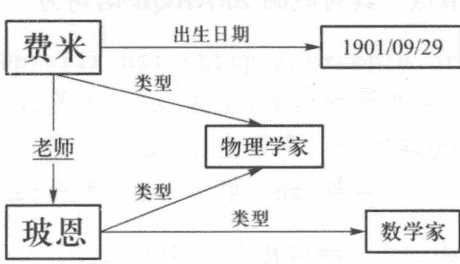 费米 出生日期 1901/09/29
类型
老师 物理学家
类型
玻恩 类型 数学家